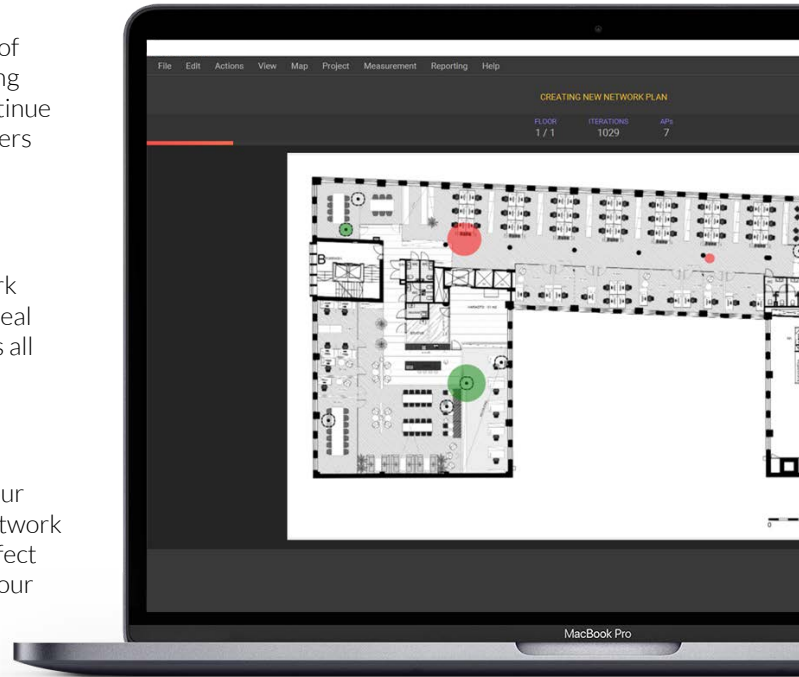 of
ng
tinue
ers
rk
eal
s all
ur
twork
fect
our
File Edit Actions View Map Project Measurement Reporting Help
CREATING NEW NETWORK PLAN
FLOOR ITERATIONS APs
1 / 1 1029 7
B
0
MacBook Pro